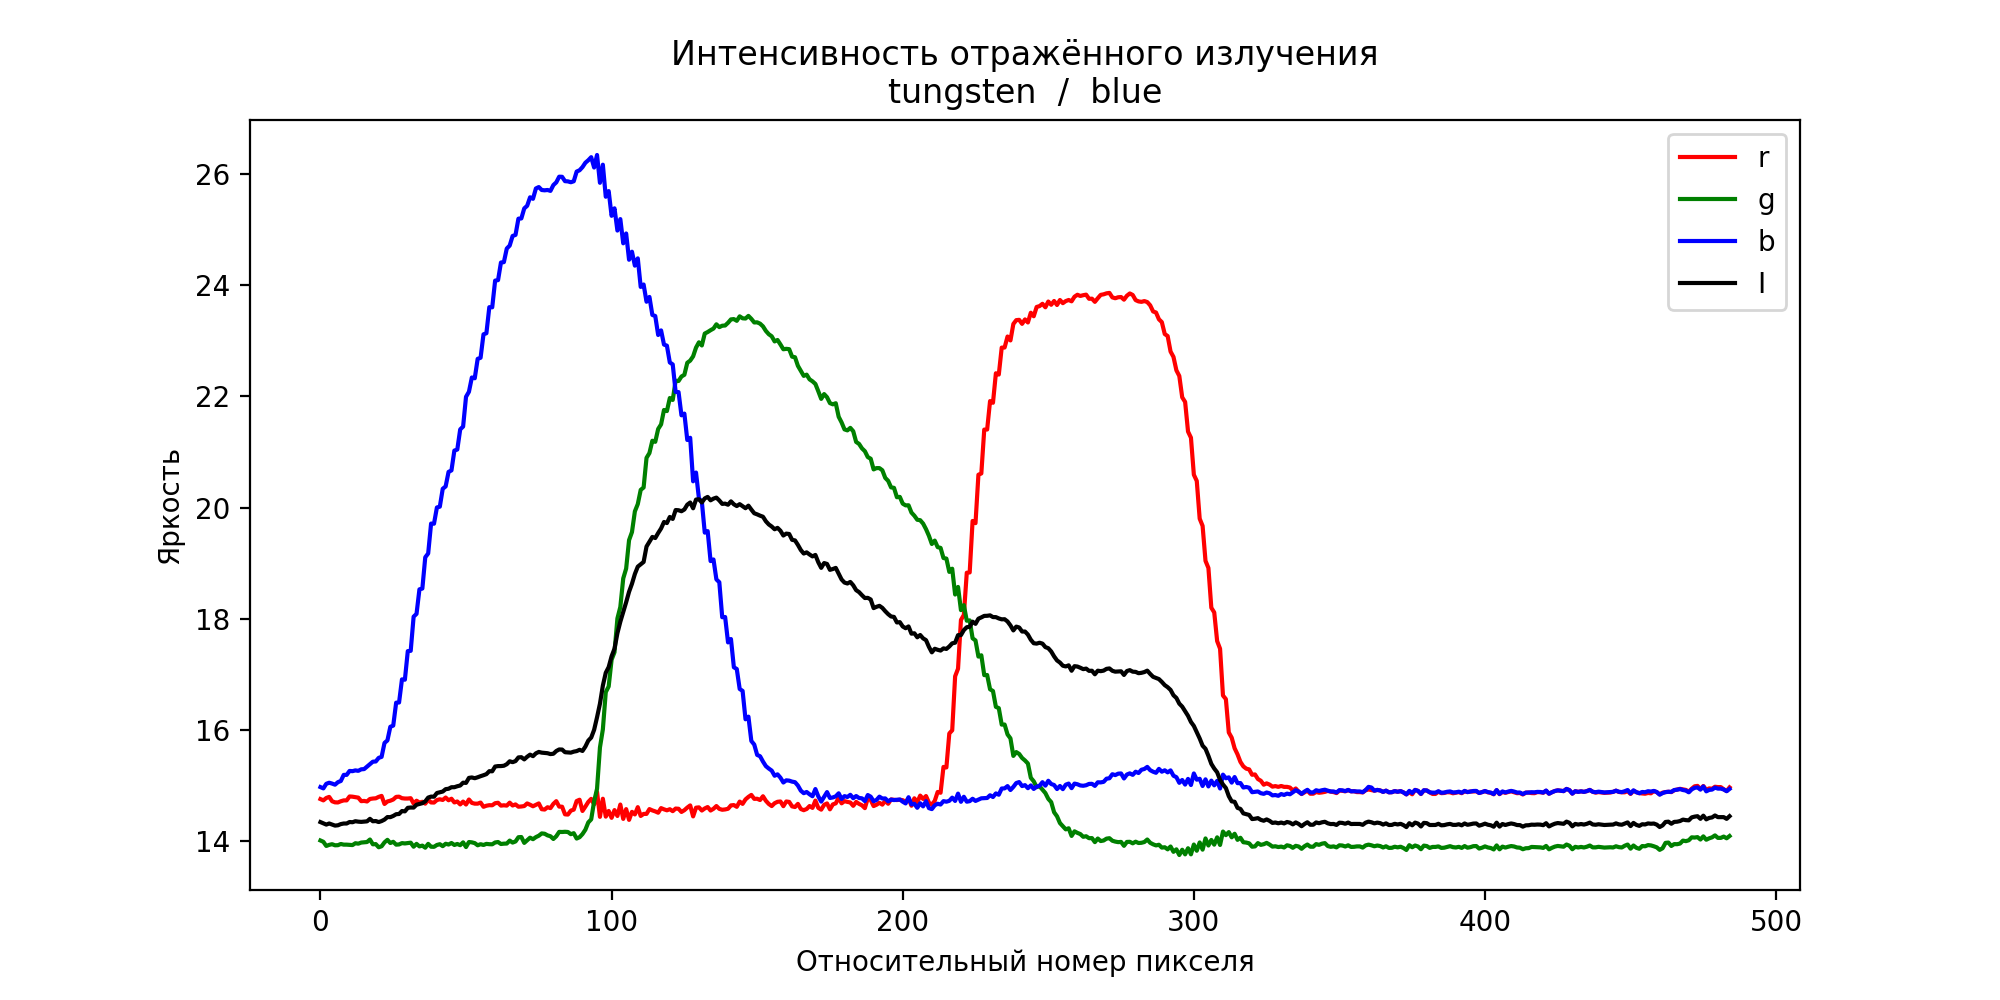 Интенсивность отражённого излучения
tungsten / blue
Яркость
26
24
22
20
18
16
14
0 100 200 300 400 500
Относительный номер пикселя
r
g
b
l